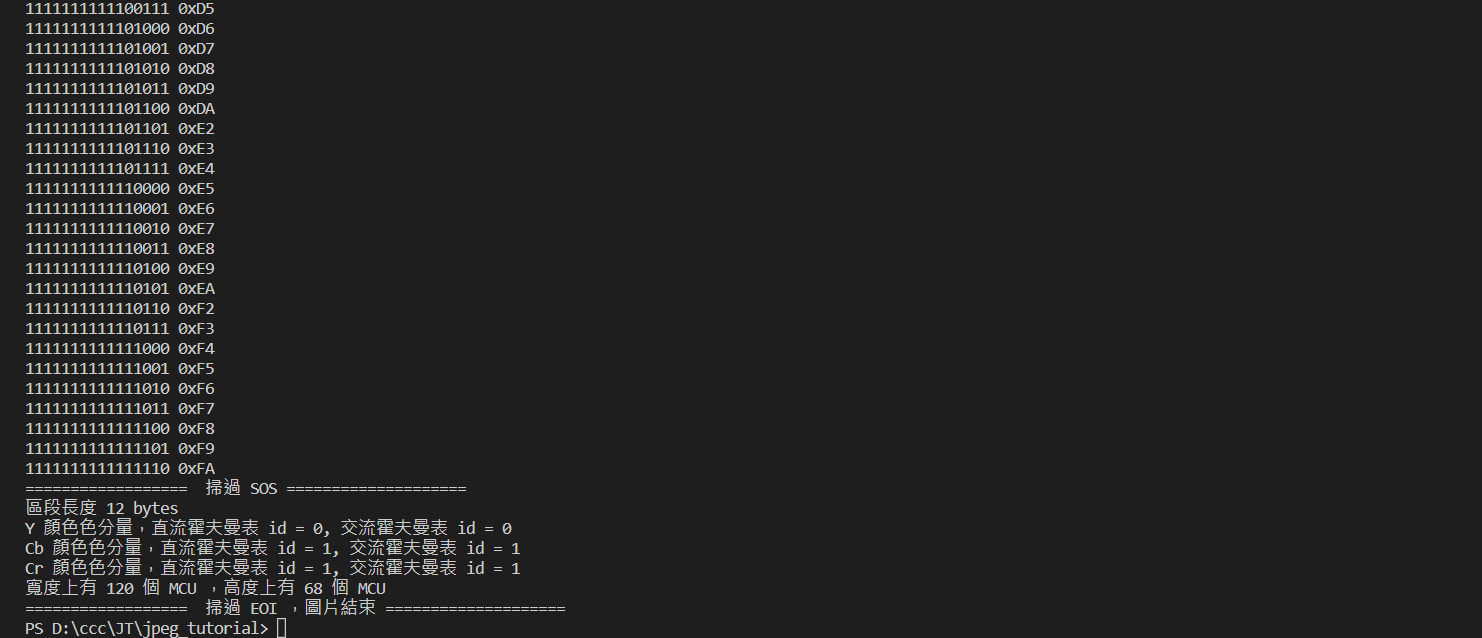 1111111111100111 0xD5
1111111111101000 0xD6
1111111111101001 0xD7
1111111111101010 0xD8
1111111111101011 0xD9
1111111111101100 0xDA
1111111111101101 0xE2
1111111111101110 0xE3
1111111111101111 0xE4
1111111111110000 0xE5
1111111111110001 0xE6
1111111111110010 0xE7
1111111111110011 0xE8
1111111111110100 0xE9
1111111111110101 0xEA
1111111111110110 0xF2
1111111111110111 0xF3
1111111111111000 0xF4
1111111111111001 0xF5
1111111111111010 0xF6
1111111111111011 0xF7
1111111111111100 0xF8
1111111111111101 0xF9
1111111111111110 0xFA
==================  掃過 SOS ====================
區段長度 12 bytes
Y 顏色色分量，直流霍夫曼表 id = 0, 交流霍夫曼表 id = 0
Cb 顏色色分量，直流霍夫曼表 id = 1, 交流霍夫曼表 id = 1
Cr 顏色色分量，直流霍夫曼表 id = 1, 交流霍夫曼表 id = 1
寬度上有 120 個 MCU ，高度上有 68 個 MCU
==================  掃過 EOI ，圖片結束 ====================
PS D:\ccc\JT\jpeg_tutorial>